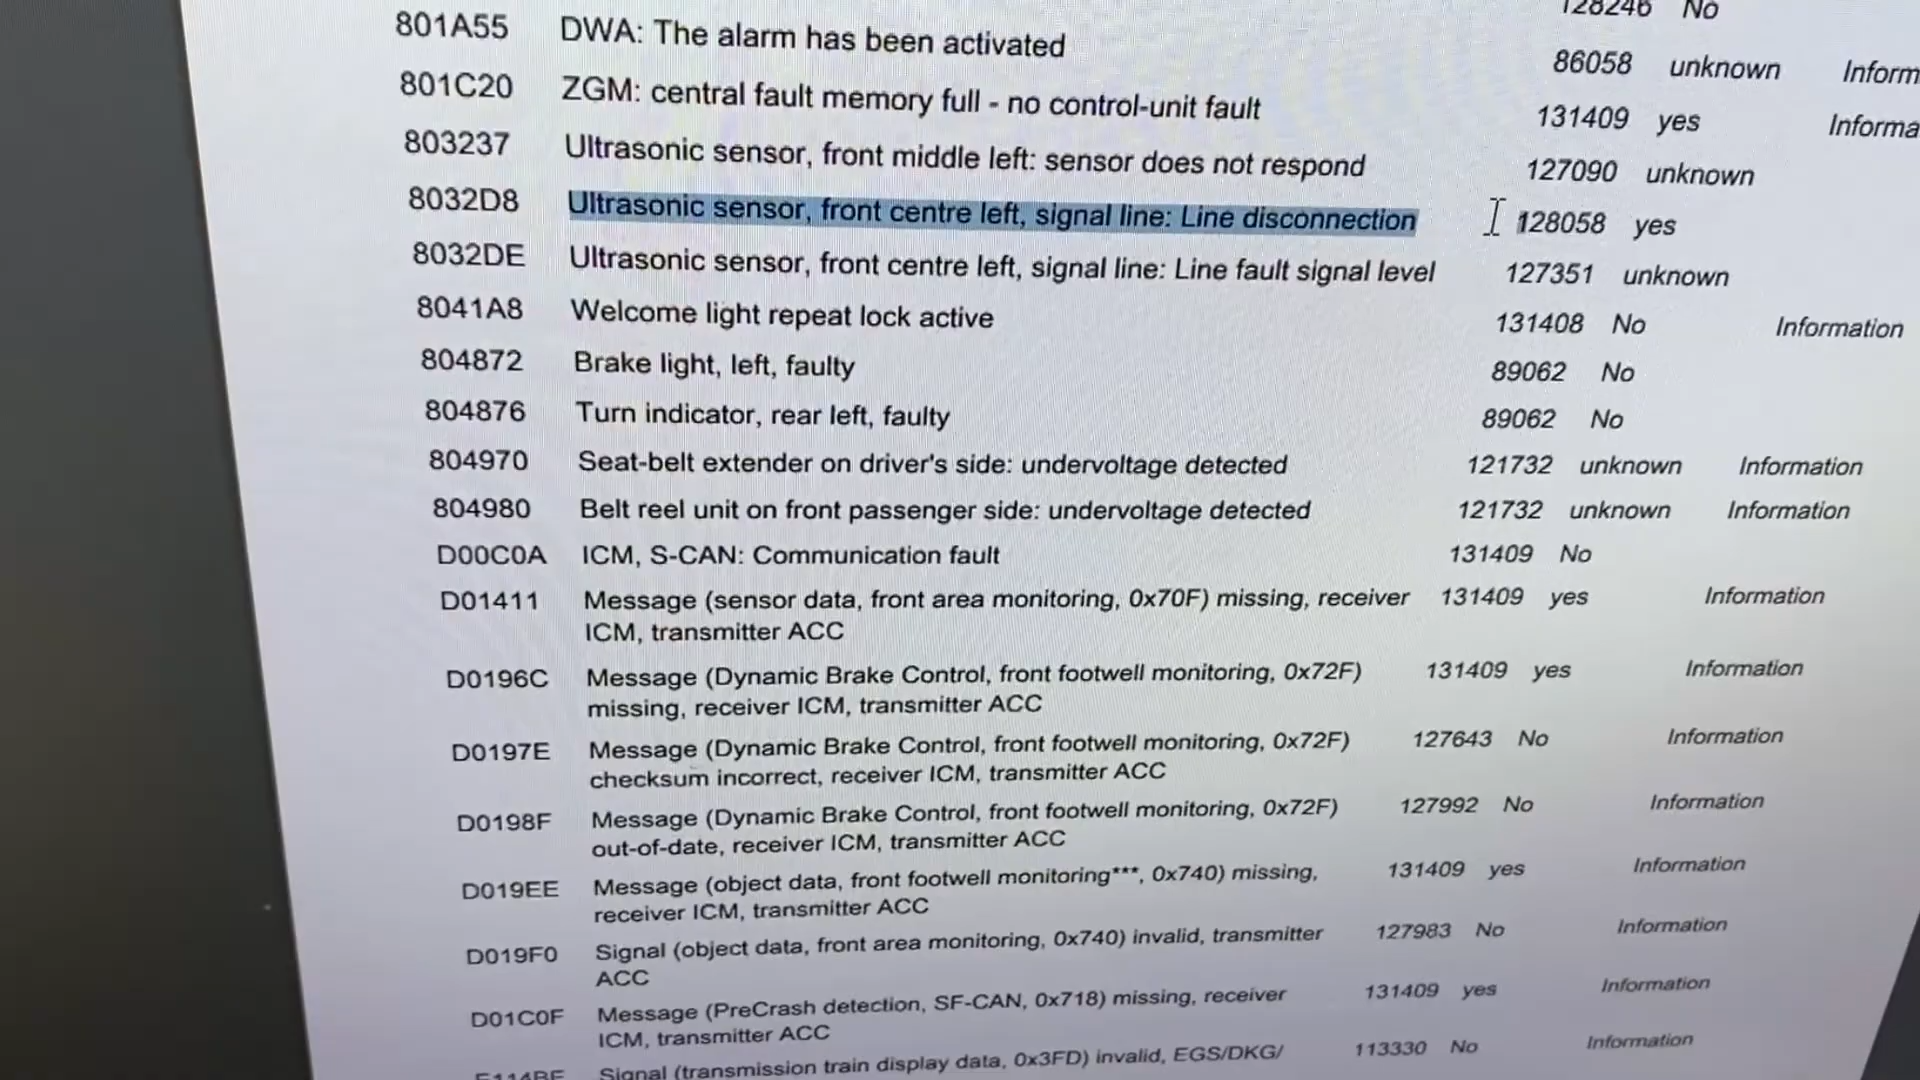 128246 No
801A55 DWA: The alarm has been activated 86058 unknown Inform
801C20 ZGM: central fault memory full - no control-unit fault 131409 yes Informa
803237 Ultrasonic sensor, front middle left: sensor does not respond 127090 unknown
8032D8 Ultrasonic sensor, front centre left, signal line: Line disconnection 128058 yes
8032DE Ultrasonic sensor, front centre left, signal line: Line fault signal level 127351 unknown
8041A8 Welcome light repeat lock active 131408 No Information
804872 Brake light, left, faulty 89062 No
804876 Turn indicator, rear left, faulty 89062 No
804970 Seat-belt extender on driver's side: undervoltage detected 121732 unknown Information
804980 Belt reel unit on front passenger side: undervoltage detected 121732 unknown Information
D00C0A ICM, S-CAN: Communication fault 131409 No
D01411 Message (sensor data, front area monitoring, 0x70F) missing, receiver 131409 yes Information
ICM, transmitter ACC
D0196C Message (Dynamic Brake Control, front footwell monitoring, 0x72F) 131409 yes Information
missing, receiver ICM, transmitter ACC
D0197E Message (Dynamic Brake Control, front footwell monitoring, 0x72F) 127643 No Information
checksum incorrect, receiver ICM, transmitter ACC
D0198F Message (Dynamic Brake Control, front footwell monitoring, 0x72F) 127992 No Information
out-of-date, receiver ICM, transmitter ACC
D019EE Message (object data, front footwell monitoring***, 0x740) missing, 131409 yes Information
receiver ICM, transmitter ACC
D019F0 Signal (object data, front area monitoring, 0x740) invalid, transmitter 127983 No Information
ACC
D01C0F Message (PreCrash detection, SF-CAN, 0x718) missing, receiver 131409 yes Information
ICM, transmitter ACC
Signal (transmission train display data, 0x3FD) invalid, EGS/DKG/ 113330 No Information